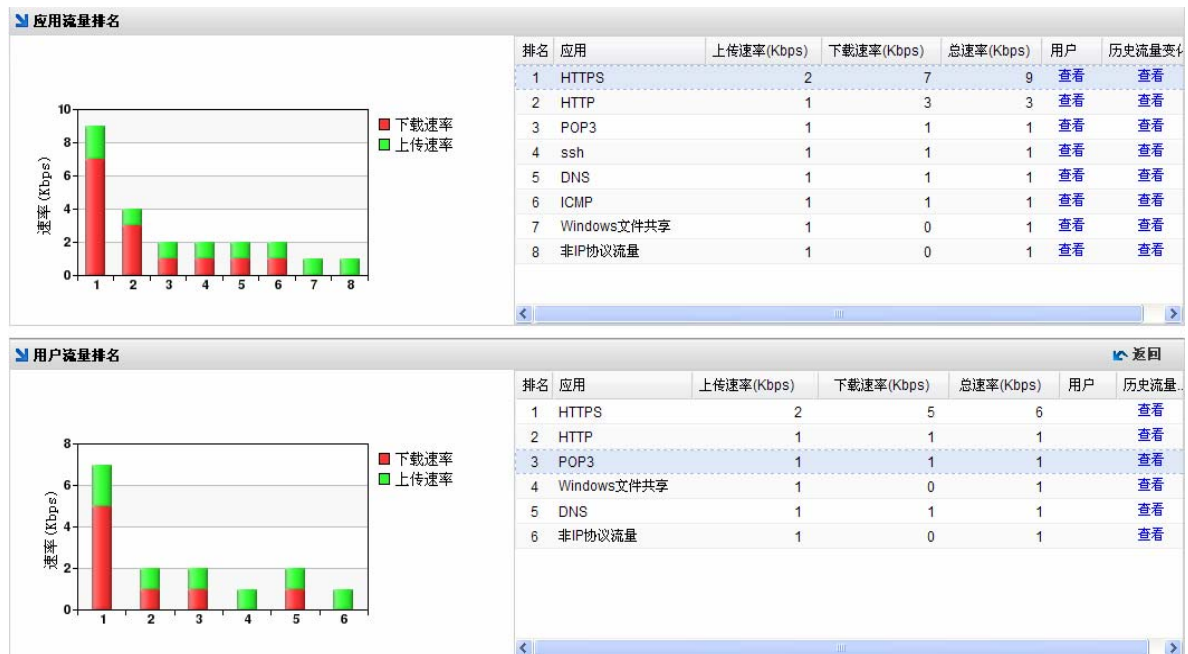 应用流量排名
排名 应用 上传速率(Kbps) 下载速率(Kbps) 总速率(Kbps) 用户 历史流量变化
1 HTTPS 2 7 9 查看 查看
2 HTTP 1 3 3 查看 查看
3 POP3 1 1 1 查看 查看
4 ssh 1 1 1 查看 查看
5 DNS 1 1 1 查看 查看
6 ICMP 1 1 1 查看 查看
7 Windows文件共享 1 0 1 查看 查看
8 非IP协议流量 1 0 1 查看 查看
速率(Kbps)
10
8
6
4
2
0
1 2 3 4 5 6 7 8
下载速率
上传速率
用户流量排名 返回
排名 应用 上传速率(Kbps) 下载速率(Kbps) 总速率(Kbps) 用户 历史流量...
1 HTTPS 2 5 6 查看
2 HTTP 1 1 1 查看
3 POP3 1 1 1 查看
4 Windows文件共享 1 0 1 查看
5 DNS 1 1 1 查看
6 非IP协议流量 1 0 1 查看
速率(Kbps)
8
6
4
2
0
1 2 3 4 5 6
下载速率
上传速率